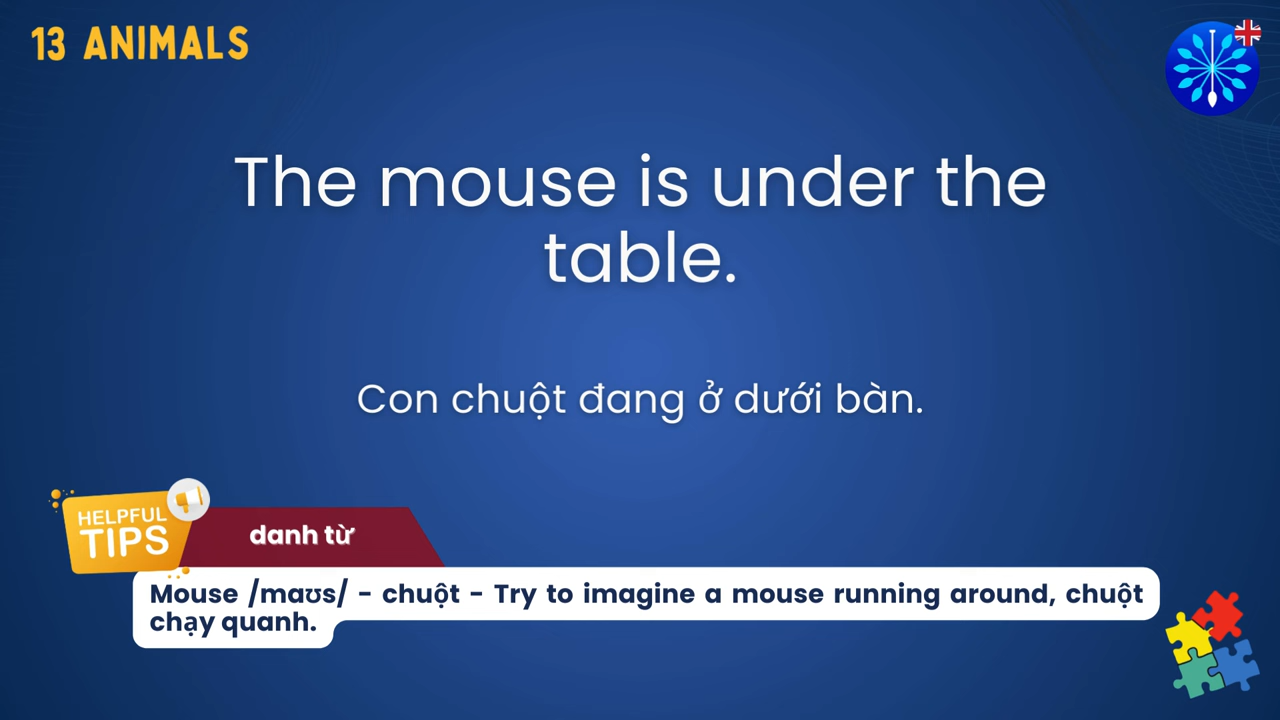 13 ANIMALS
The mouse is under the
table.
Con chuột đang ở dưới bàn.
HELPFUL
TIPS
danh từ
Mouse /maʊs/ - chuột - Try to imagine a mouse running around, chuột
chạy quanh.